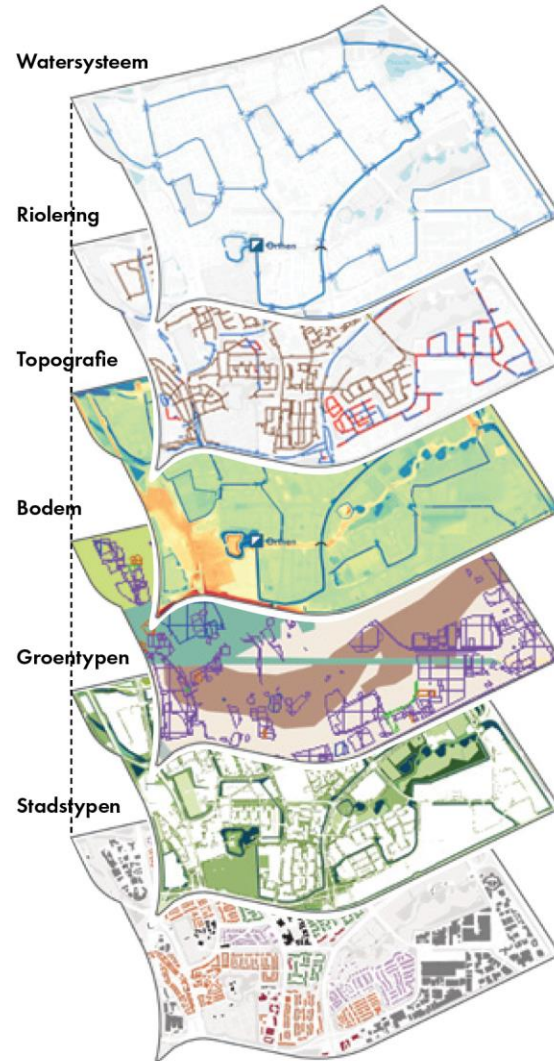 Watersysteem
Riolering
Orthen
Topografie
Bodem
Orthen
Groentypen
Stadstypen